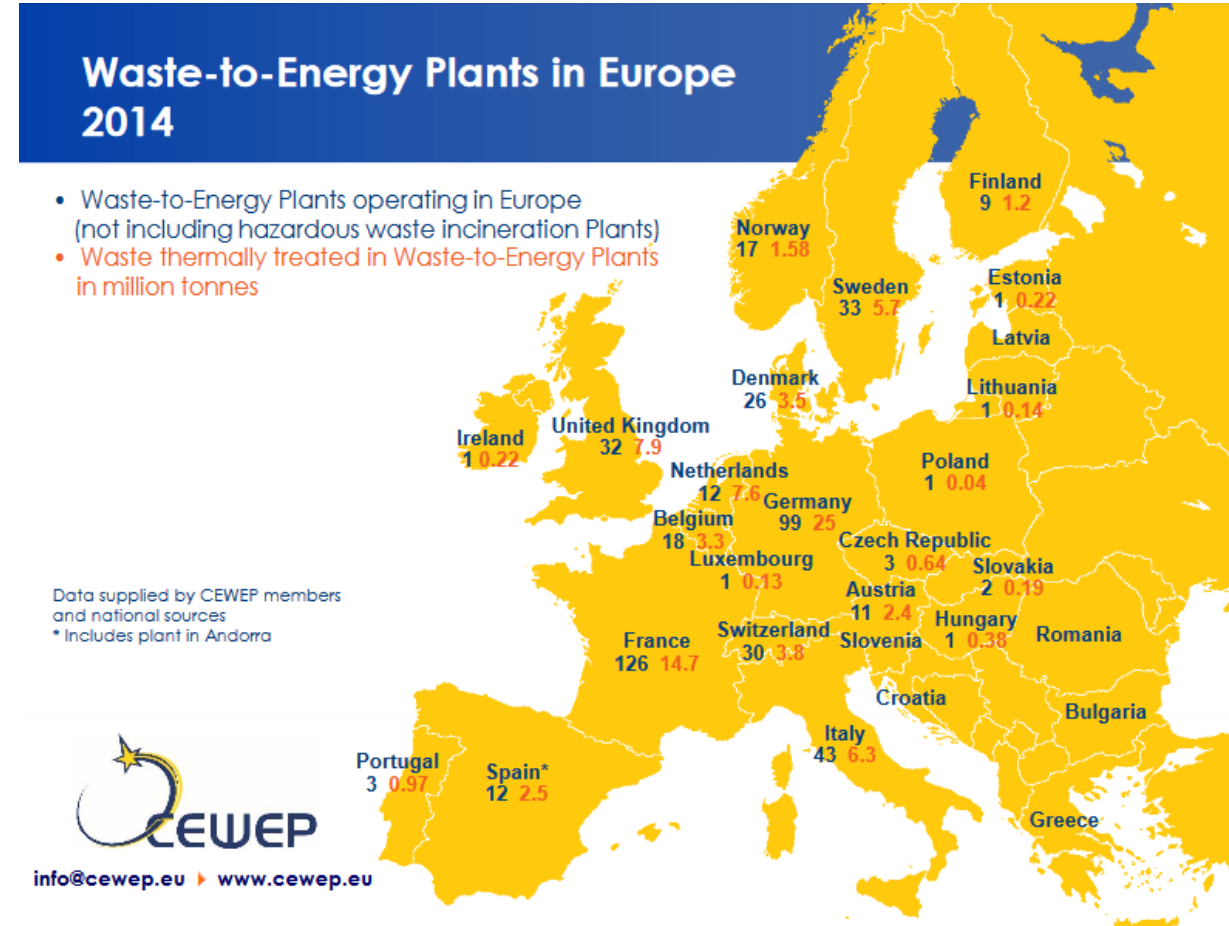 Waste-to-Energy Plants in Europe
2014
• Waste-to-Energy Plants operating in Europe
(not including hazardous waste incineration Plants)
• Waste thermally treated in Waste-to-Energy Plants
in million tonnes
Finland
9 1.2
Norway
17 1.58
Sweden
33 5.7
Estonia
1 0.22
Latvia
Denmark
26 3.5
Lithuania
1 0.14
Ireland
1 0.22
United Kingdom
32 7.9
Netherlands
12 7.6
Poland
1 0.04
Germany
99 25
Belgium
18 3.3
Czech Republic
3 0.64
Luxembourg
1 0.13
Slovakia
2 0.19
Austria
11 2.4
Hungary
1 0.38
Switzerland
30 3.8
France
126 14.7
Slovenia
Romania
Croatia
Bulgaria
Italy
43 6.3
Portugal
3 0.97
Spain*
12 2.5
Greece
Data supplied by CEWEP members
and national sources
* Includes plant in Andorra
CEWEP
info@cewep.eu www.cewep.eu